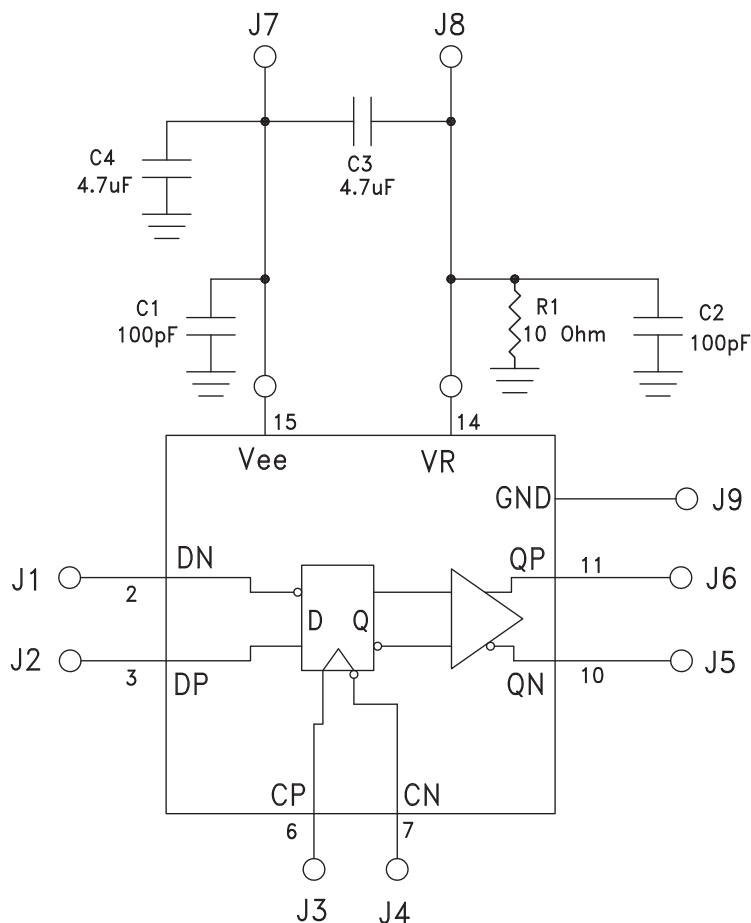 J7
J8
C4
4.7uF
C3
4.7uF
C1
100pF
R1
10 Ohm
C2
100pF
15
14
Vee
VR
GND
J9
DN
QP
11
J1
2
J6
D
Q
J2
3
DP
QN
10
J5
CP
CN
6
7
J3
J4